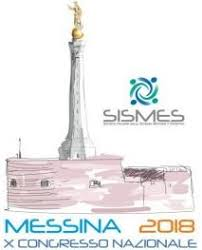 SISMES
MESSINA 2018
X CONGRESSO NAZIONALE